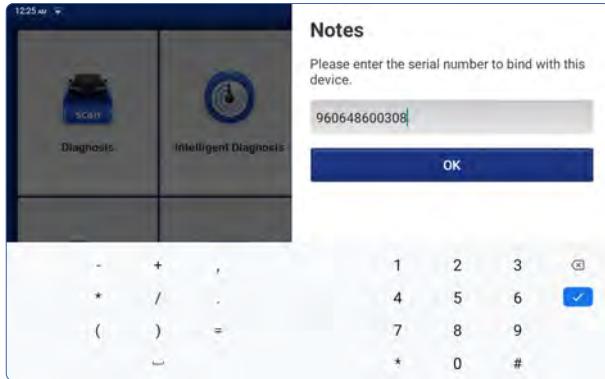 12:25 AM
Notes
Please enter the serial number to bind with this
device.
960648600308
OK
SCAN
Diagnosis
Intelligent Diagnosis
- + ,
* / .
( ) =
1 2 3
4 5 6
7 8 9
* 0 #